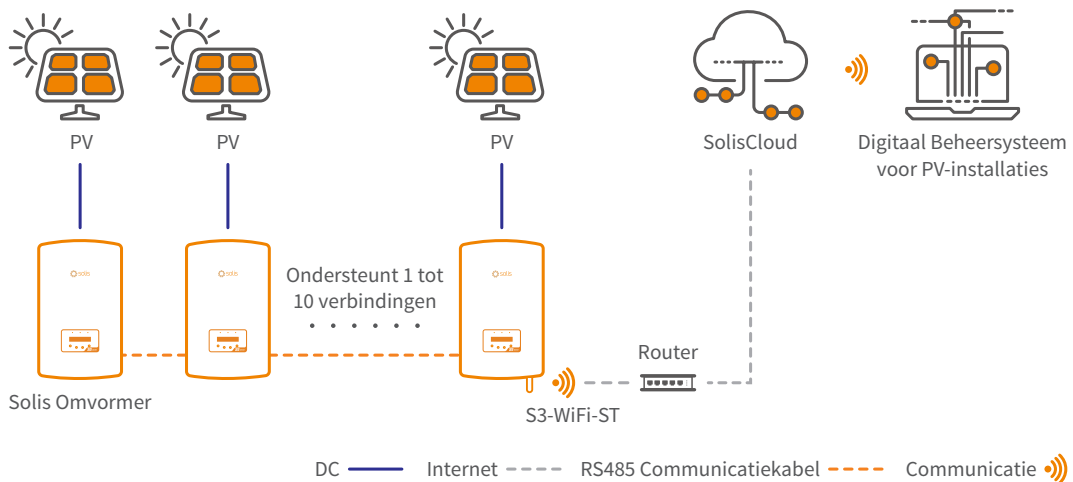 PV
PV
PV
SolisCloud
Digitaal Beheersysteem
voor PV-installaties
solis
solis
solis
Ondersteunt 1 tot
10 verbindingen
Router
Solis Omvormer
S3-WiFi-ST
DC
Internet
RS485 Communicatiekabel
Communicatie